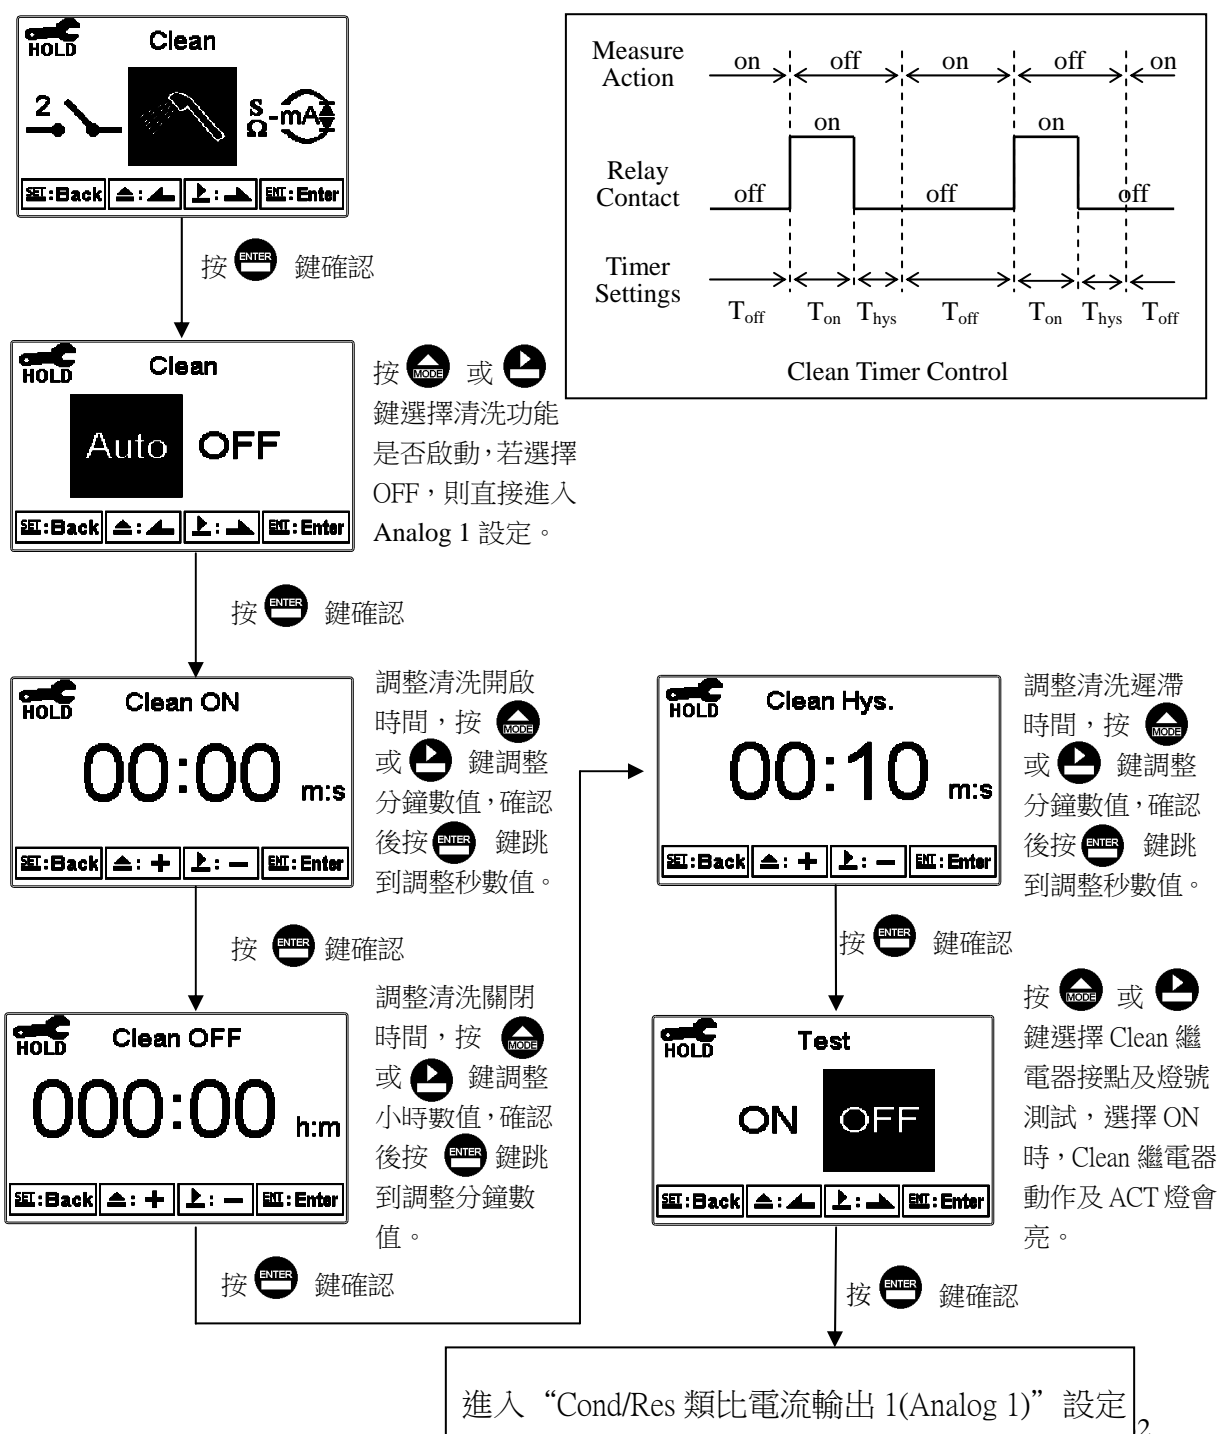 HOLD
Clean
2
S
Ω
-mA
SET:Back
:
:
ENT:Enter
按 ENTER 鍵確認
Measure
Action
on
off
on
off
on
on
on
Relay
Contact
off
off
off
Timer
Settings
Toff
Ton
Thys
Toff
Ton
Thys
Toff
Clean Timer Control
HOLD
Clean
Auto
OFF
SET:Back
:
:
ENT:Enter
按 MODE 或
鍵選擇清洗功能
是否啟動，若選擇
OFF，則直接進入
Analog 1 設定。
按 ENTER 鍵確認
HOLD
Clean ON
00:00 m:s
SET:Back
: +
: -
ENT:Enter
調整清洗開啟
時間，按 MODE
或 鍵調整
分鐘數值，確認
後按 ENTER 鍵跳
到調整秒數值。
按 ENTER 鍵確認
HOLD
Clean OFF
000:00 h:m
SET:Back
: +
: -
ENT:Enter
調整清洗關閉
時間，按 MODE
或 鍵調整
小時數值，確認
後按 ENTER 鍵跳
到調整分鐘數
值。
按 ENTER 鍵確認
HOLD
Clean Hys.
00:10 m:s
SET:Back
: +
: -
ENT:Enter
調整清洗遲滯
時間，按 MODE
或 鍵調整
分鐘數值，確認
後按 ENTER 鍵跳
到調整秒數值。
按 ENTER 鍵確認
HOLD
Test
ON
OFF
SET:Back
:
:
ENT:Enter
按 MODE 或
鍵選擇 Clean 繼
電器接點及燈號
測試，選擇 ON
時，Clean 繼電器
動作及 ACT 燈會
亮。
按 ENTER 鍵確認
進入“Cond/Res 類比電流輸出 1(Analog 1)”設定
2